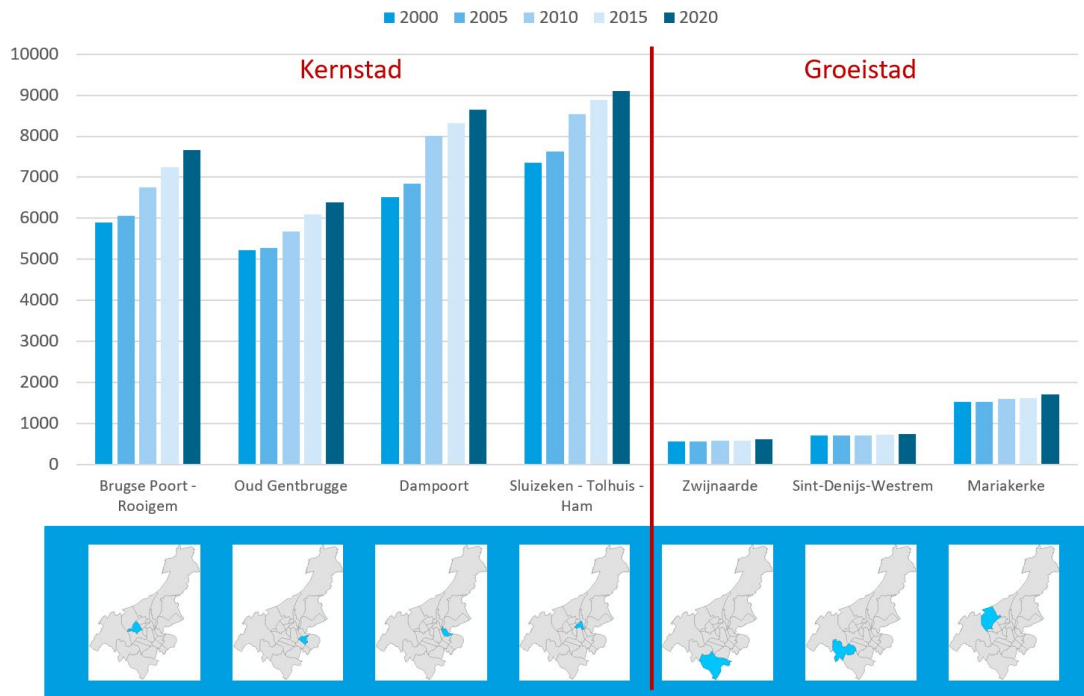 2000 2005 2010 2015 2020
Kernstad Groeistad
10000
9000
8000
7000
6000
5000
4000
3000
2000
1000
0
Brugse Poort -
Rooigem
Oud Gentbrugge
Dampoort
Sluizeken - Tolhuis -
Ham
Zwijnaarde
Sint-Denijs-Westrem
Mariakerke